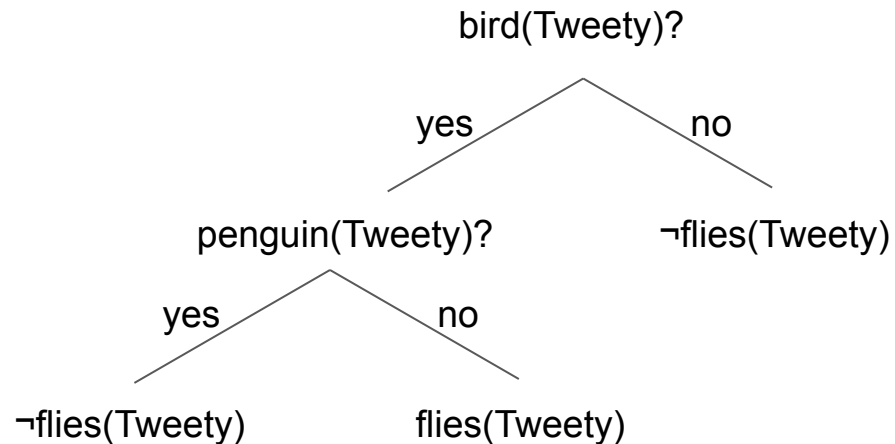 bird(Tweety)?
yes no
penguin(Tweety)? ¬flies(Tweety)
yes no
¬flies(Tweety) flies(Tweety)